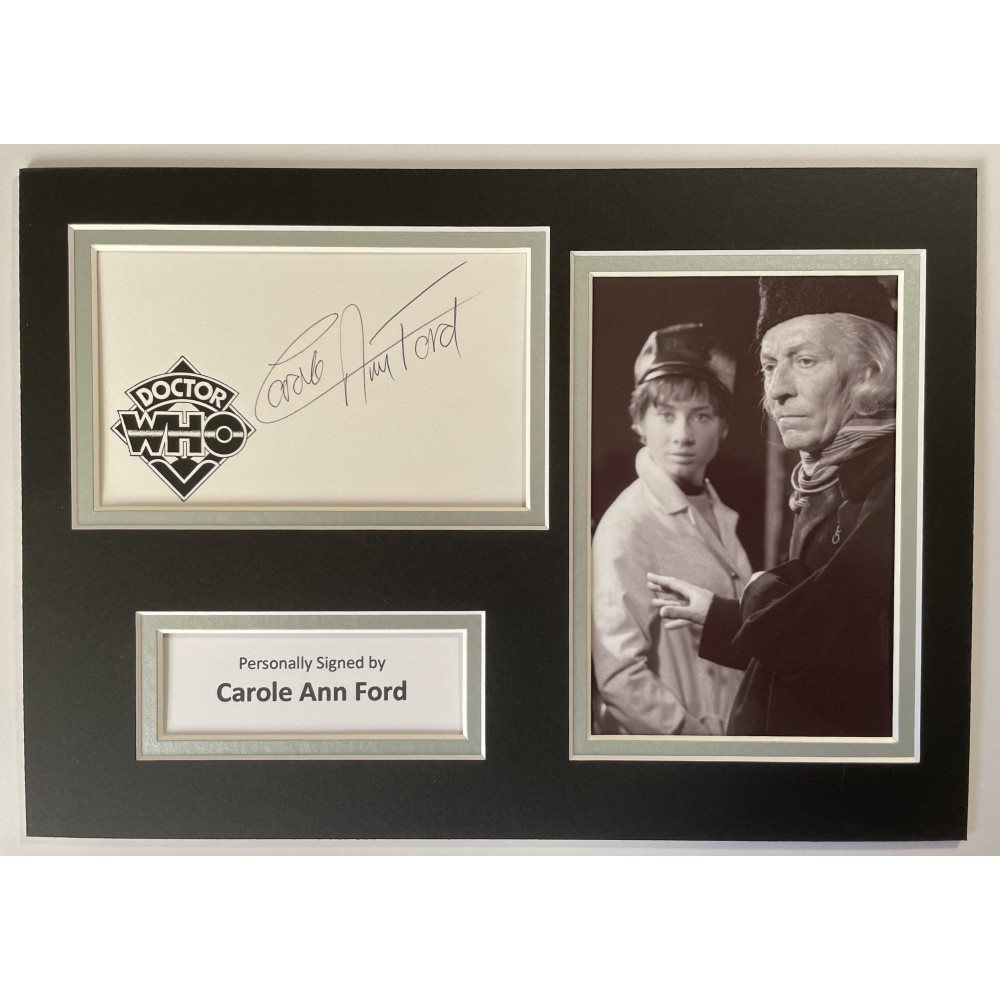 Carole Ann Ford
DOCTOR
WHO
Personally Signed by
Carole Ann Ford